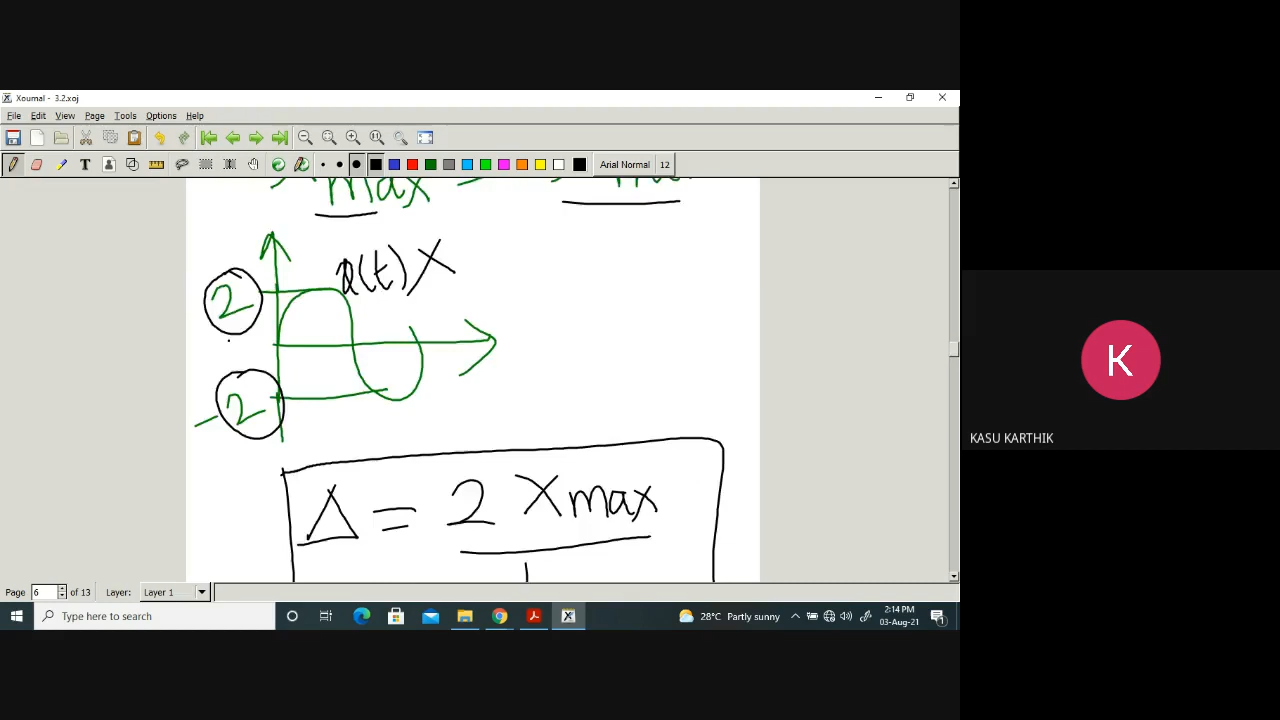 Xournal - 3.2.xoj
File Edit View Page Tools Options Help
Arial Normal 12
max =
2 x(t) X
-2
Δ = 2 Xmax
Page 6 of 13 Layer: Layer 1
Type here to search
28°C Partly sunny
2:14 PM
03-Aug-21
1
K
KASU KARTHIK